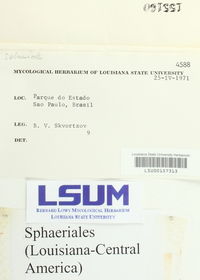 4588
MYCOLOGICAL HERBARIUM OF LOUISIANA STATE UNIVERSITY
25-IV-1971
LOC. Parque do Estado
Sao Paulo, Brasil
LEG. B. V. Skvortzov
9
DET.
LSUM
BERNARD LOWY MYCOLOGICAL HERBARIUM
LOUISIANA STATE UNIVERSITY
Sphaeriales
(Louisiana-Central
America)